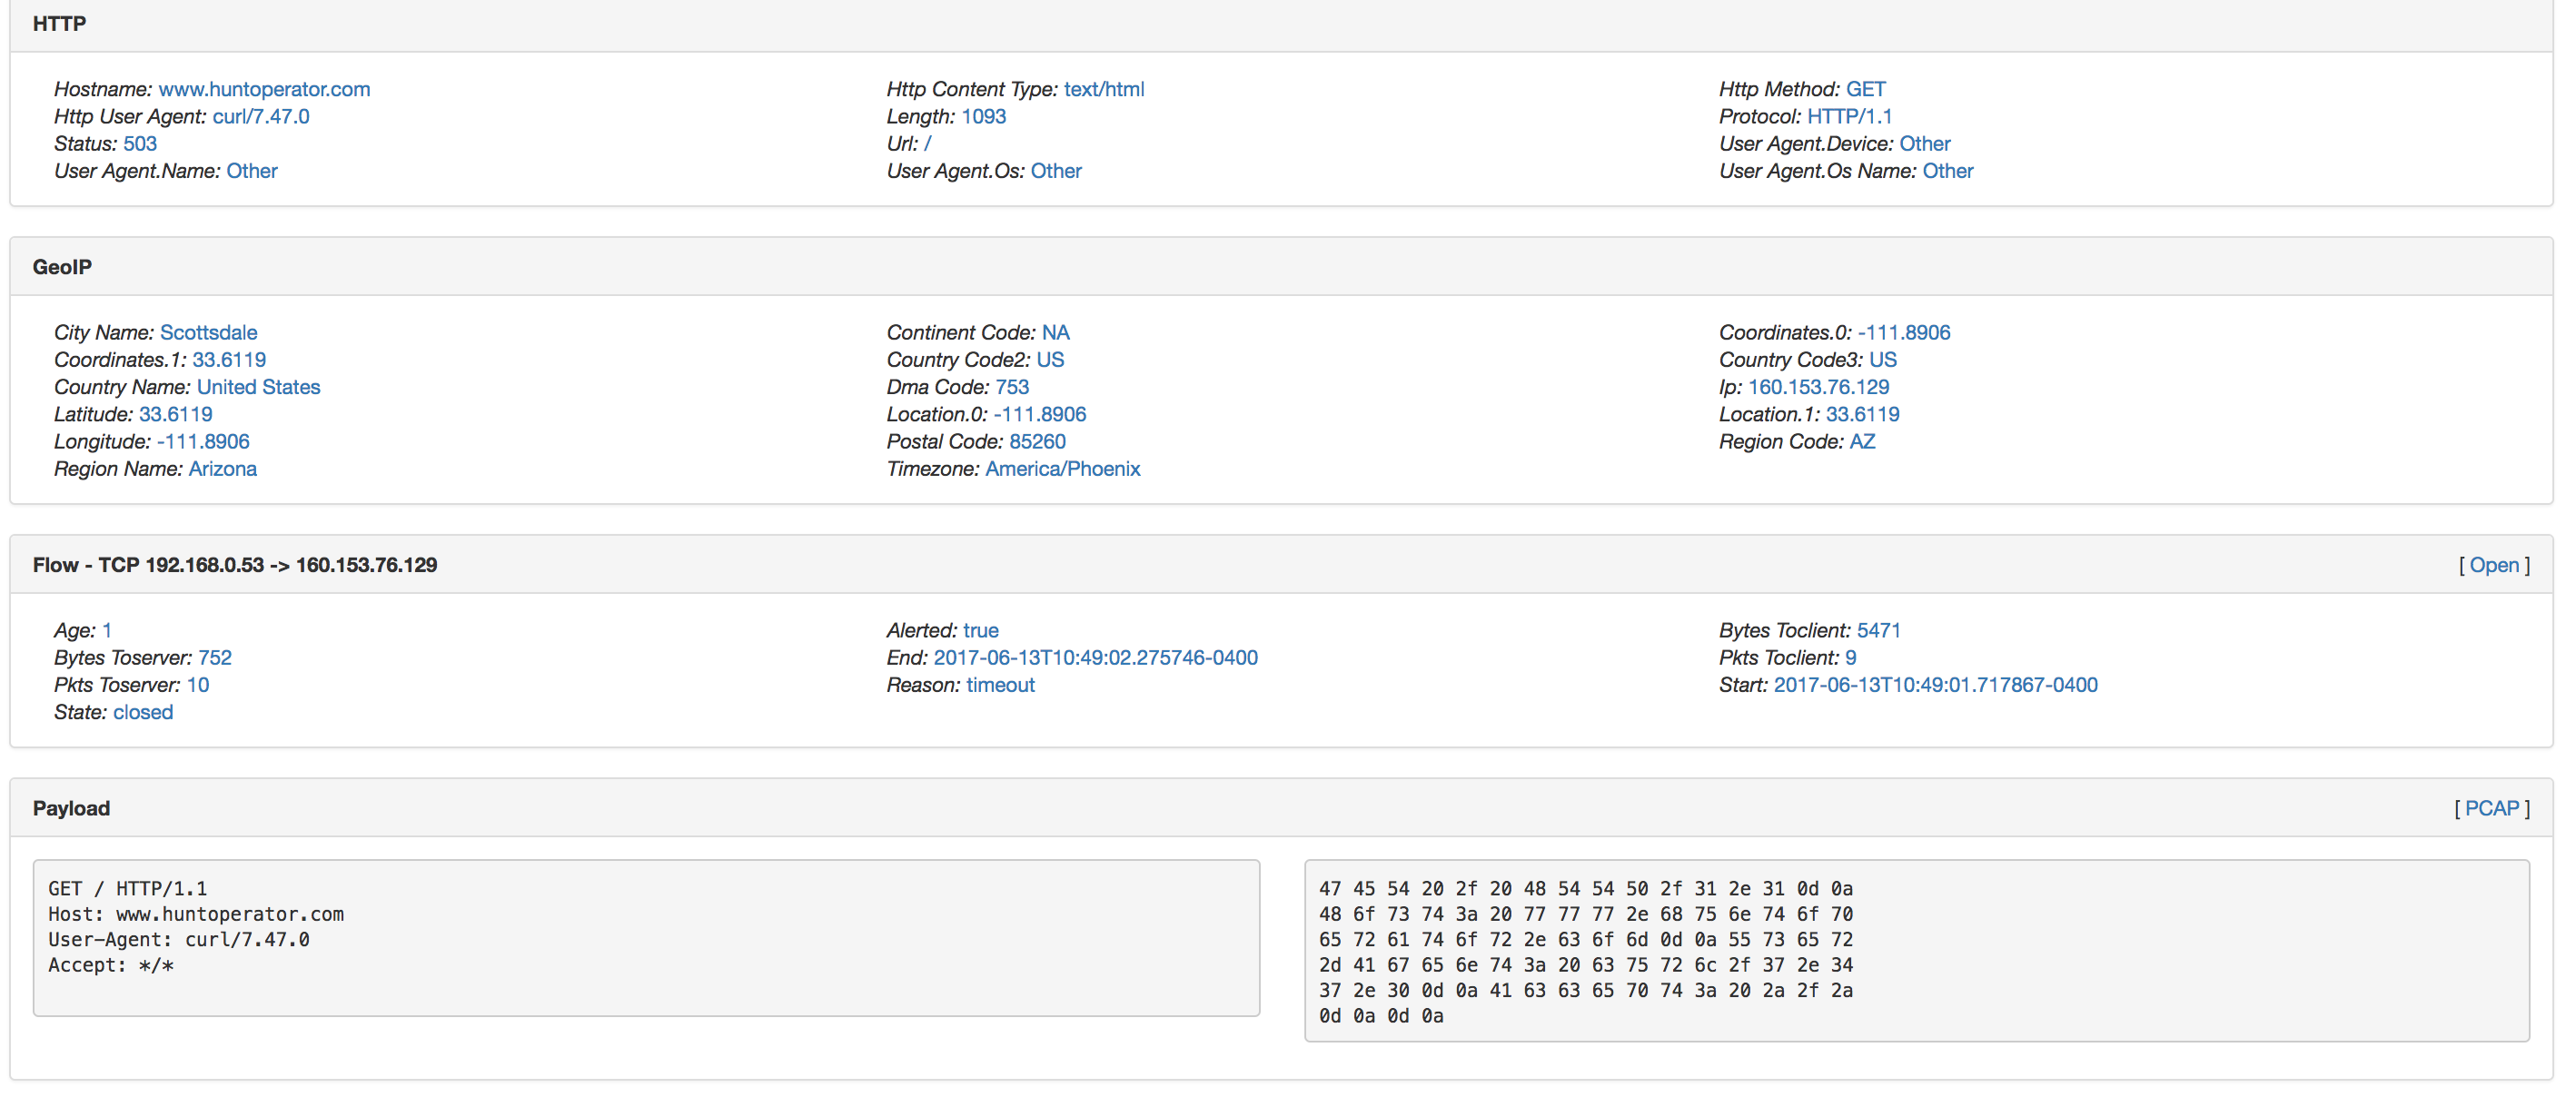 HTTP
Hostname: www.huntoperator.com Http Content Type: text/html Http Method: GET
Http User Agent: curl/7.47.0 Length: 1093 Protocol: HTTP/1.1
Status: 503 Url: / User Agent.Device: Other
User Agent.Name: Other User Agent.Os: Other User Agent.Os Name: Other
GeoIP
City Name: Scottsdale Continent Code: NA Coordinates.0: -111.8906
Coordinates.1: 33.6119 Country Code2: US Country Code3: US
Country Name: United States Dma Code: 753 Ip: 160.153.76.129
Latitude: 33.6119 Location.0: -111.8906 Location.1: 33.6119
Longitude: -111.8906 Postal Code: 85260 Region Code: AZ
Region Name: Arizona Timezone: America/Phoenix
Flow - TCP 192.168.0.53 -> 160.153.76.129 [ Open ]
Age: 1 Alerted: true Bytes Toclient: 5471
Bytes Toserver: 752 End: 2017-06-13T10:49:02.275746-0400 Pkts Toclient: 9
Pkts Toserver: 10 Reason: timeout Start: 2017-06-13T10:49:01.717867-0400
State: closed
Payload [ PCAP ]
GET / HTTP/1.1
Host: www.huntoperator.com
User-Agent: curl/7.47.0
Accept: */*
47 45 54 20 2f 20 48 54 54 50 2f 31 2e 31 0d 0a
48 6f 73 74 3a 20 77 77 77 2e 68 75 6e 74 6f 70
65 72 61 74 6f 72 2e 63 6f 6d 0d 0a 55 73 65 72
2d 41 67 65 6e 74 3a 20 63 75 72 6c 2f 37 2e 34
37 2e 30 0d 0a 41 63 63 65 70 74 3a 20 2a 2f 2a
0d 0a 0d 0a